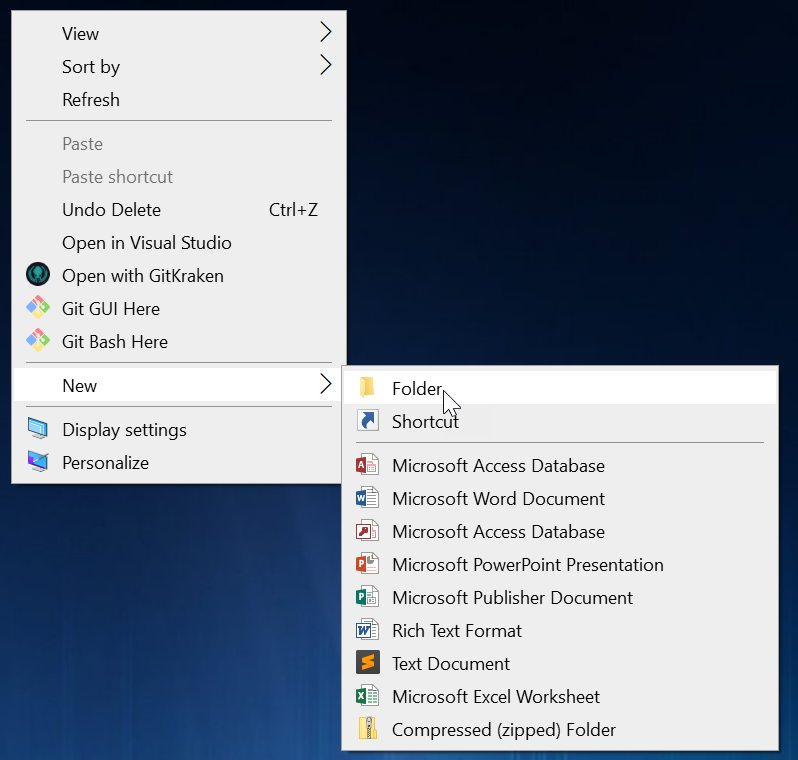 View
Sort by
Refresh
Paste
Paste shortcut
Undo Delete Ctrl+Z
Open in Visual Studio
Open with GitKraken
Git GUI Here
Git Bash Here
New
Display settings
Personalize
Folder
Shortcut
Microsoft Access Database
Microsoft Word Document
Microsoft Access Database
Microsoft PowerPoint Presentation
Microsoft Publisher Document
Rich Text Format
Text Document
Microsoft Excel Worksheet
Compressed (zipped) Folder